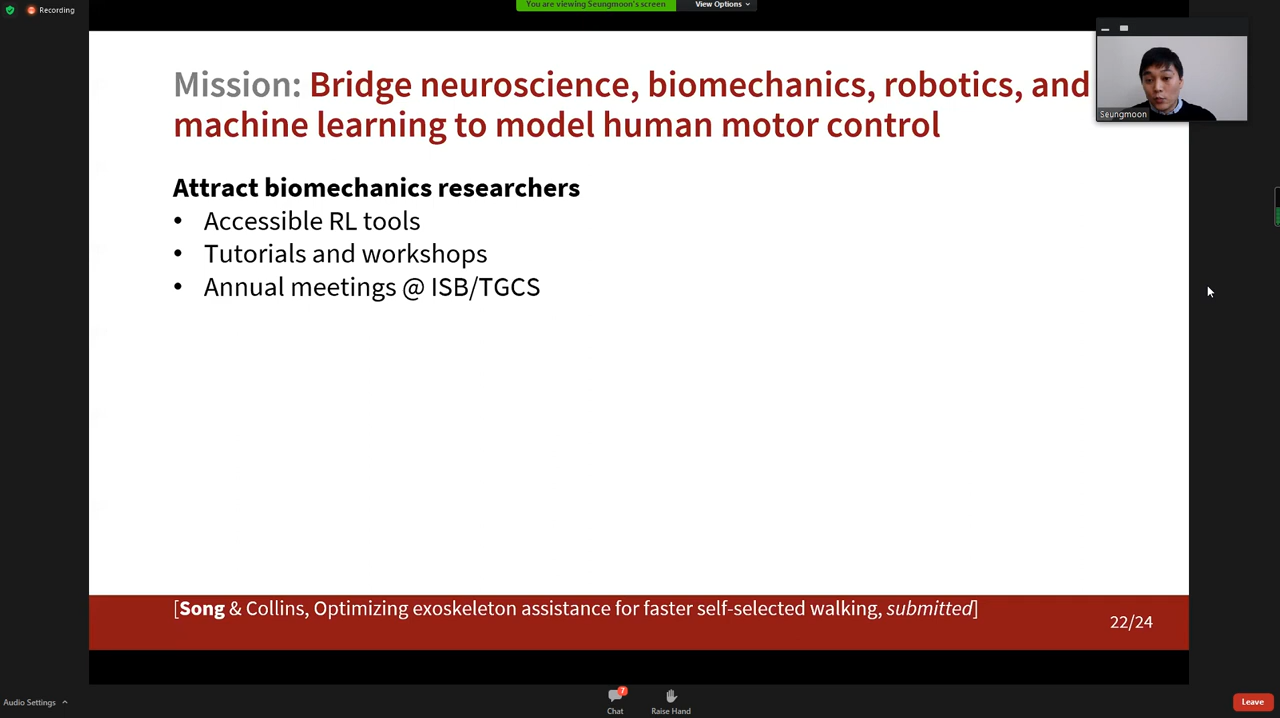 Recording
You are viewing Seungmoon's screen
View Options
Mission: Bridge neuroscience, biomechanics, robotics, and
machine learning to model human motor control
Seungmoon
Attract biomechanics researchers
• Accessible RL tools
• Tutorials and workshops
• Annual meetings @ ISB/TGCS
[Song & Collins, Optimizing exoskeleton assistance for faster self-selected walking, submitted]
22/24
Audio Settings
7
Chat
Raise Hand
Leave